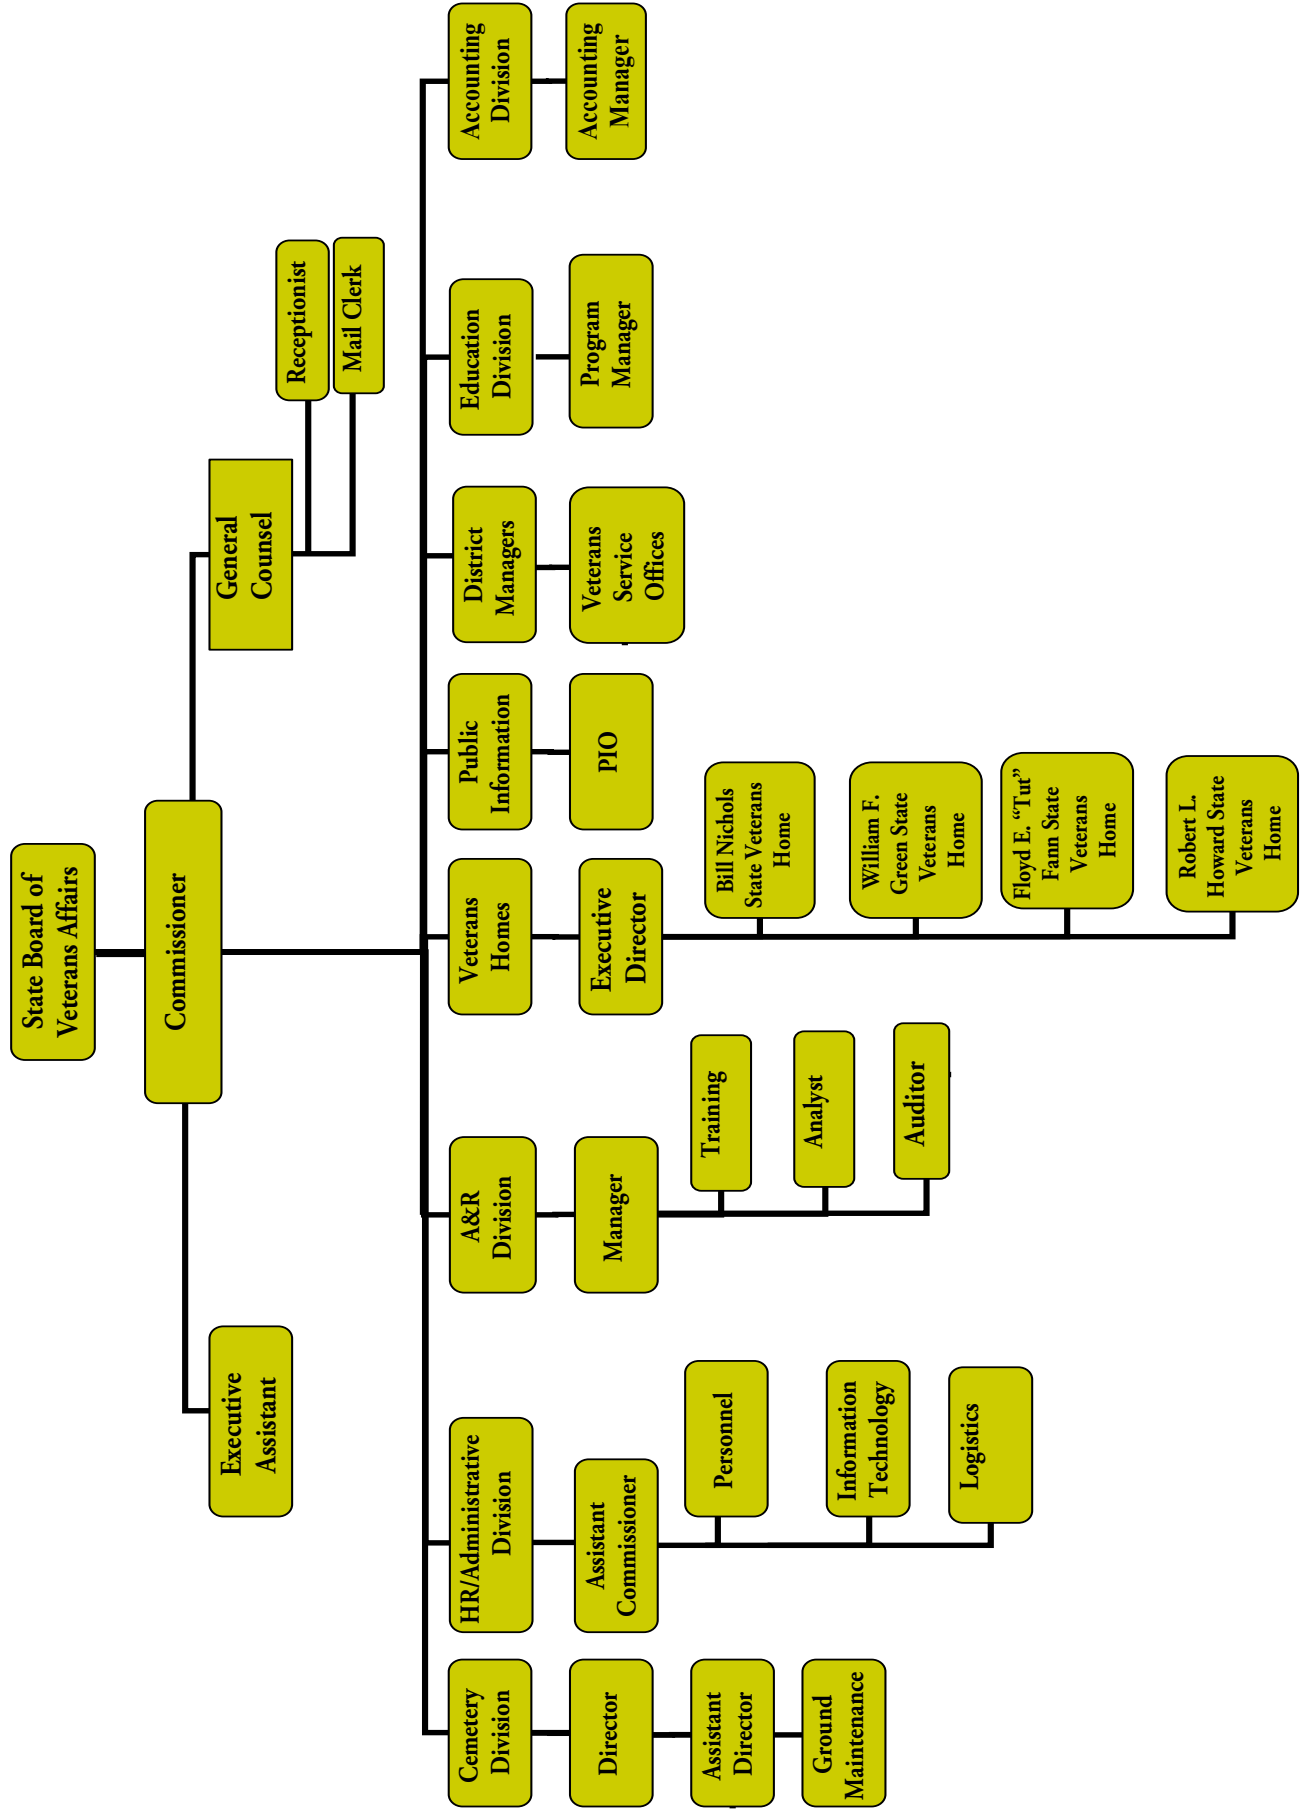 State Board of
Veterans Affairs
Commissioner
Executive
Assistant
General
Counsel
Receptionist
Mail Clerk
Cemetery
Division
Director
Assistant
Director
Ground
Maintenance
HR/Administrative
Division
Assistant
Commissioner
Personnel
Information
Technology
Logistics
A&R
Division
Manager
Training
Analyst
Auditor
Veterans
Homes
Executive
Director
Bill Nichols
State Veterans
Home
William F.
Green State
Veterans
Home
Floyd E. “Tut”
Fann State
Veterans
Home
Robert L.
Howard State
Veterans
Home
Public
Information
PIO
District
Managers
Veterans
Service
Offices
Education
Division
Program
Manager
Accounting
Division
Accounting
Manager